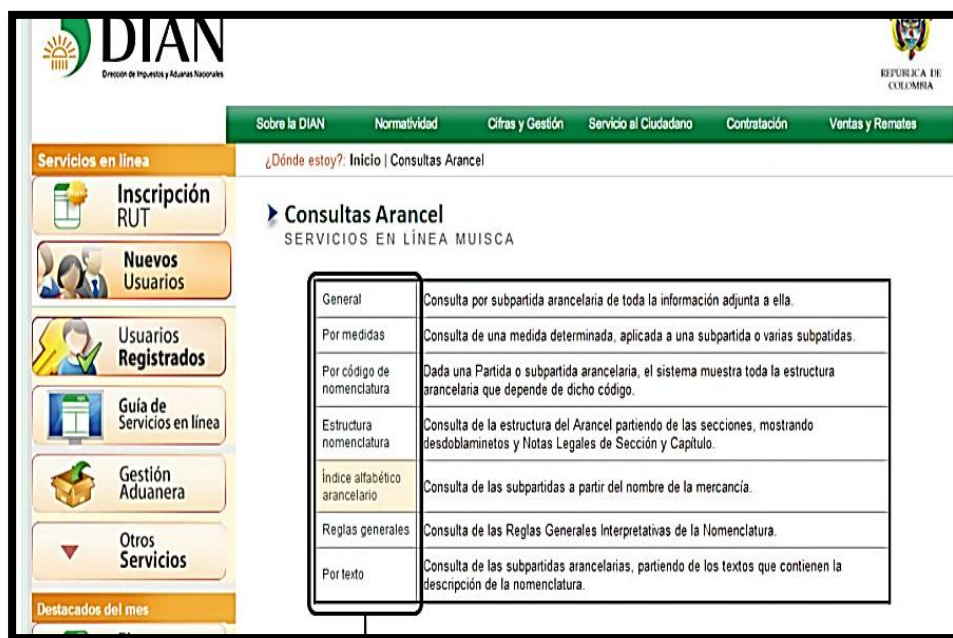 DIAN
Dirección de Impuestos y Aduanas Nacionales
REPÚBLICA DE
COLOMBIA
Sobre la DIAN Normatividad Cifras y Gestión Servicio al Ciudadano Contratación Ventas y Remates
Servicios en línea
¿Dónde estoy?: Inicio | Consultas Arancel
Inscripción
RUT
Nuevos
Usuarios
Usuarios
Registrados
Guía de
Servicios en línea
Gestión
Aduanera
Otros
Servicios
Destacados del mes
Consultas Arancel
SERVICIOS EN LÍNEA MUISCA
General Consulta por subpartida arancelaria de toda la información adjunta a ella.
Por medidas Consulta de una medida determinada, aplicada a una subpartida o varias subpatidas.
Por código de Dada una Partida o subpartida arancelaria, el sistema muestra toda la estructura
nomenclatura arancelaria que depende de dicho código.
Estructura Consulta de la estructura del Arancel partiendo de las secciones, mostrando
nomenclatura desdoblaminetos y Notas Legales de Sección y Capítulo.
Índice alfabético
arancelario Consulta de las subpartidas a partir del nombre de la mercancía.
Reglas generales Consulta de las Reglas Generales Interpretativas de la Nomenclatura.
Por texto Consulta de las subpartidas arancelarias, partiendo de los textos que contienen la
descripción de la nomenclatura.